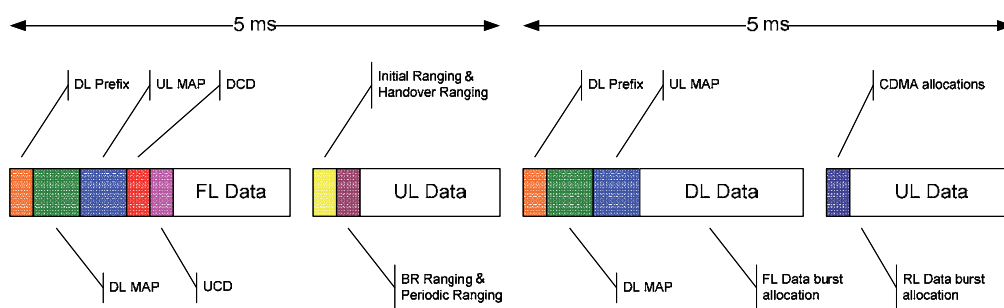 5 ms
5 ms
DL Prefix
UL MAP
DCD
Initial Ranging &
Handover Ranging
DL Prefix
UL MAP
CDMA allocations
FL Data
UL Data
DL Data
UL Data
DL MAP
UCD
BR Ranging &
Periodic Ranging
DL MAP
FL Data burst
allocation
RL Data burst
allocation